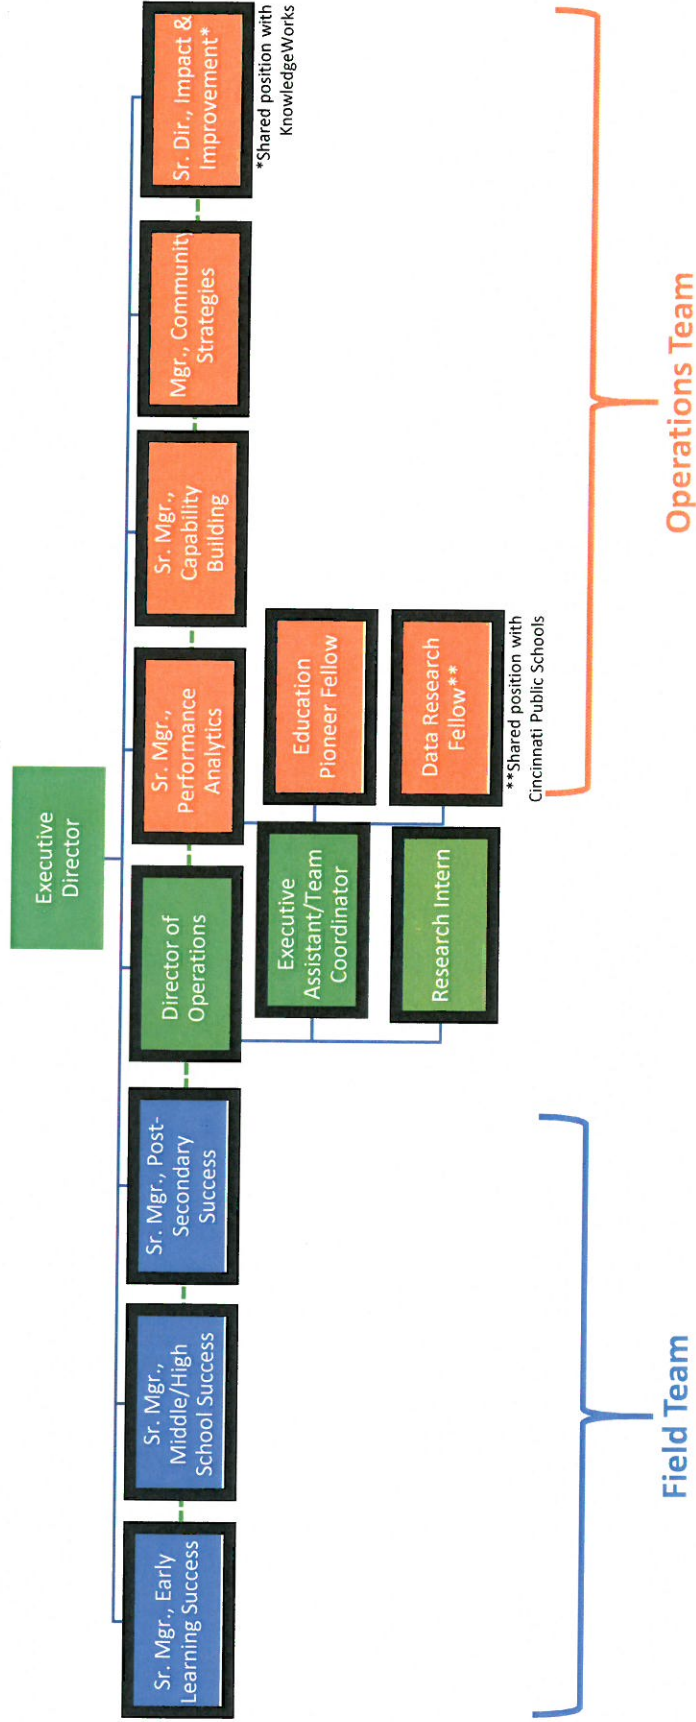 Executive
Director
Sr. Mgr., Early
Learning Success
Sr. Mgr.,
Middle/High
School Success
Sr. Mgr., Post-
Secondary
Success
Director of
Operations
Sr. Mgr.,
Performance
Analytics
Sr. Mgr.,
Capability
Building
Mgr., Community
Strategies
Sr. Dir., Impact &
Improvement*
*Shared position with
KnowledgeWorks
Executive
Assistant/Team
Coordinator
Education
Pioneer Fellow
Research Intern
Data Research
Fellow**
**Shared position with
Cincinnati Public Schools
Field Team
Operations Team